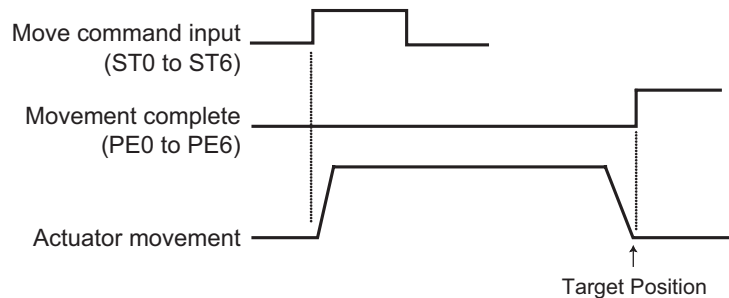 Move command input
(ST0 to ST6)
Movement complete
(PE0 to PE6)
Actuator movement
Target Position